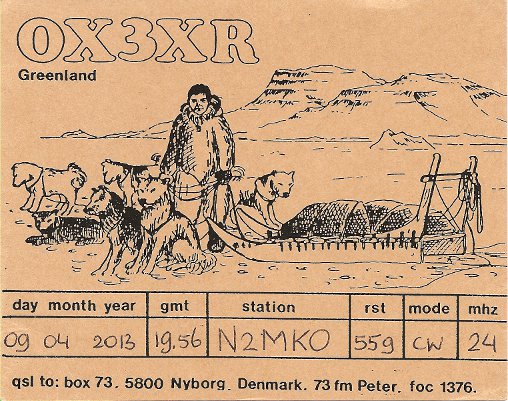 OX3XR
Greenland
day month year gmt station rst mode mhz
09 04 2013 19.56 N2MKO 559 CW 24
qsl to: box 73. 5800 Nyborg. Denmark. 73 fm Peter. foc 1376.